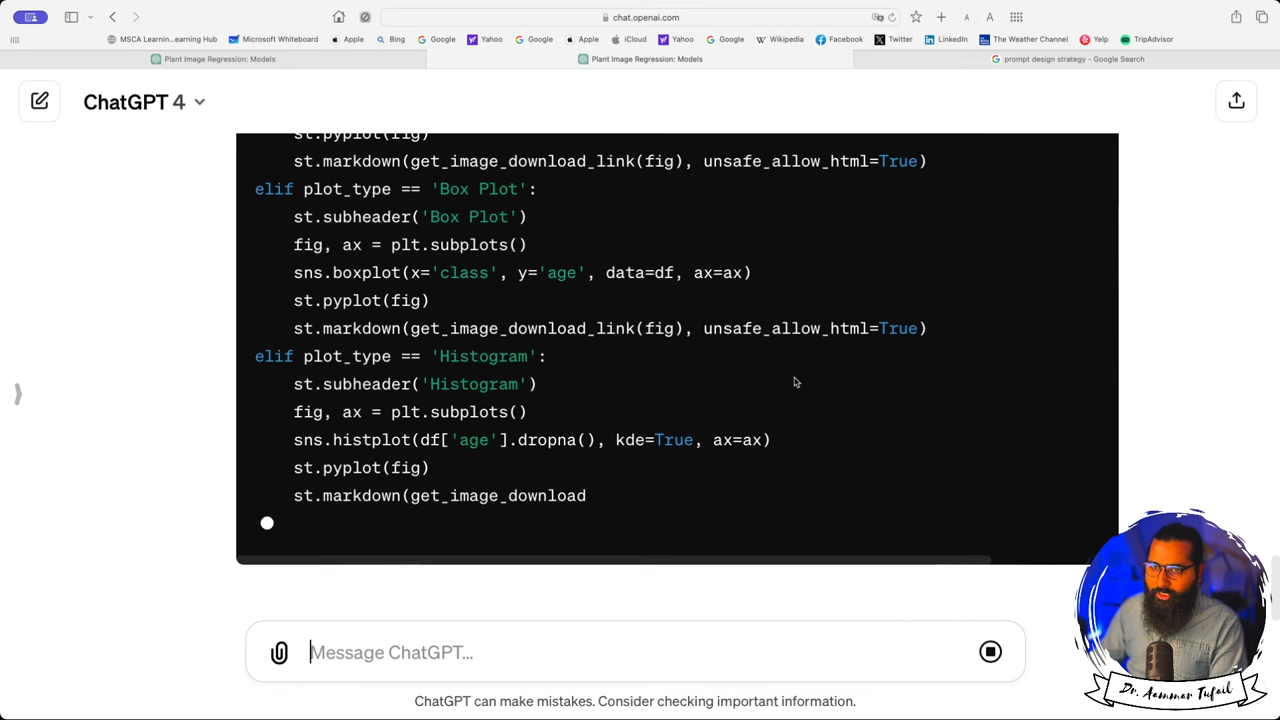 chat.openai.com
MSCA Learnin...earning Hub Microsoft Whiteboard Apple Bing Google Yahoo Google Apple iCloud Yahoo Google Wikipedia Facebook Twitter LinkedIn The Weather Channel Yelp TripAdvisor
Plant Image Regression: Models Plant Image Regression: Models prompt design strategy - Google Search
ChatGPT 4
st.pyplot(fig)
st.markdown(get_image_download_link(fig), unsafe_allow_html=True)
elif plot_type == 'Box Plot':
st.subheader('Box Plot')
fig, ax = plt.subplots()
sns.boxplot(x='class', y='age', data=df, ax=ax)
st.pyplot(fig)
st.markdown(get_image_download_link(fig), unsafe_allow_html=True)
elif plot_type == 'Histogram':
st.subheader('Histogram')
fig, ax = plt.subplots()
sns.histplot(df['age'].dropna(), kde=True, ax=ax)
st.pyplot(fig)
st.markdown(get_image_download
Message ChatGPT...
ChatGPT can make mistakes. Consider checking important information.
Dr. Aammar Tufail